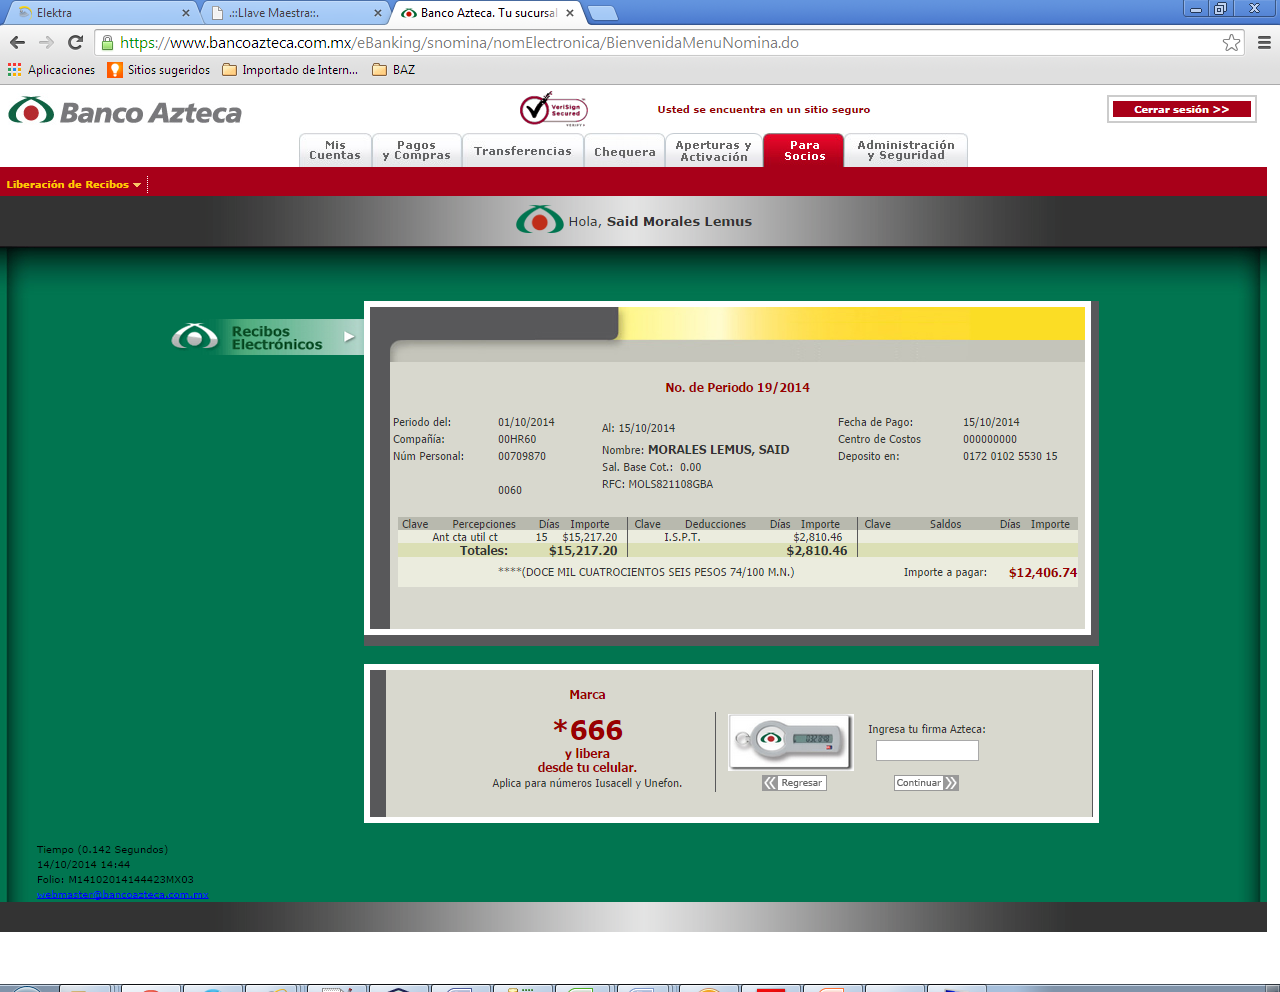 Elektra
.::Llave Maestra::.
Banco Azteca. Tu sucursal
https://www.bancoazteca.com.mx/eBanking/snomina/nomElectronica/BienvenidaMenuNomina.do
Aplicaciones Sitios sugeridos Importado de Intern... BAZ
Banco Azteca
VeriSign Secured
VERIFY
Usted se encuentra en un sitio seguro
Cerrar sesión >>
Mis Cuentas
Pagos y Compras
Transferencias
Chequera
Aperturas y Activación
Para Socios
Administración y Seguridad
Liberación de Recibos
Hola, Said Morales Lemus
Recibos
Electrónicos
No. de Periodo 19/2014
Periodo del: 01/10/2014 Al: 15/10/2014 Fecha de Pago: 15/10/2014
Compañía: 00HR60 Nombre: MORALES LEMUS, SAID Centro de Costos 000000000
Núm Personal: 00709870 Sal. Base Cot.: 0.00 Deposito en: 0172 0102 5530 15
0060 RFC: MOLS821108GBA
Clave Percepciones Días Importe Clave Deducciones Días Importe Clave Saldos Días Importe
Ant cta util ct 15 $15,217.20 I.S.P.T. $2,810.46
Totales: $15,217.20 $2,810.46
****(DOCE MIL CUATROCIENTOS SEIS PESOS 74/100 M.N.) Importe a pagar: $12,406.74
Marca
*666
y libera
desde tu celular.
Aplica para números Iusacell y Unefon.
Ingresa tu firma Azteca:
Regresar
Continuar
Tiempo (0.142 Segundos)
14/10/2014 14:44
Folio: M14102014144423MX03
webmaster@bancoazteca.com.mx